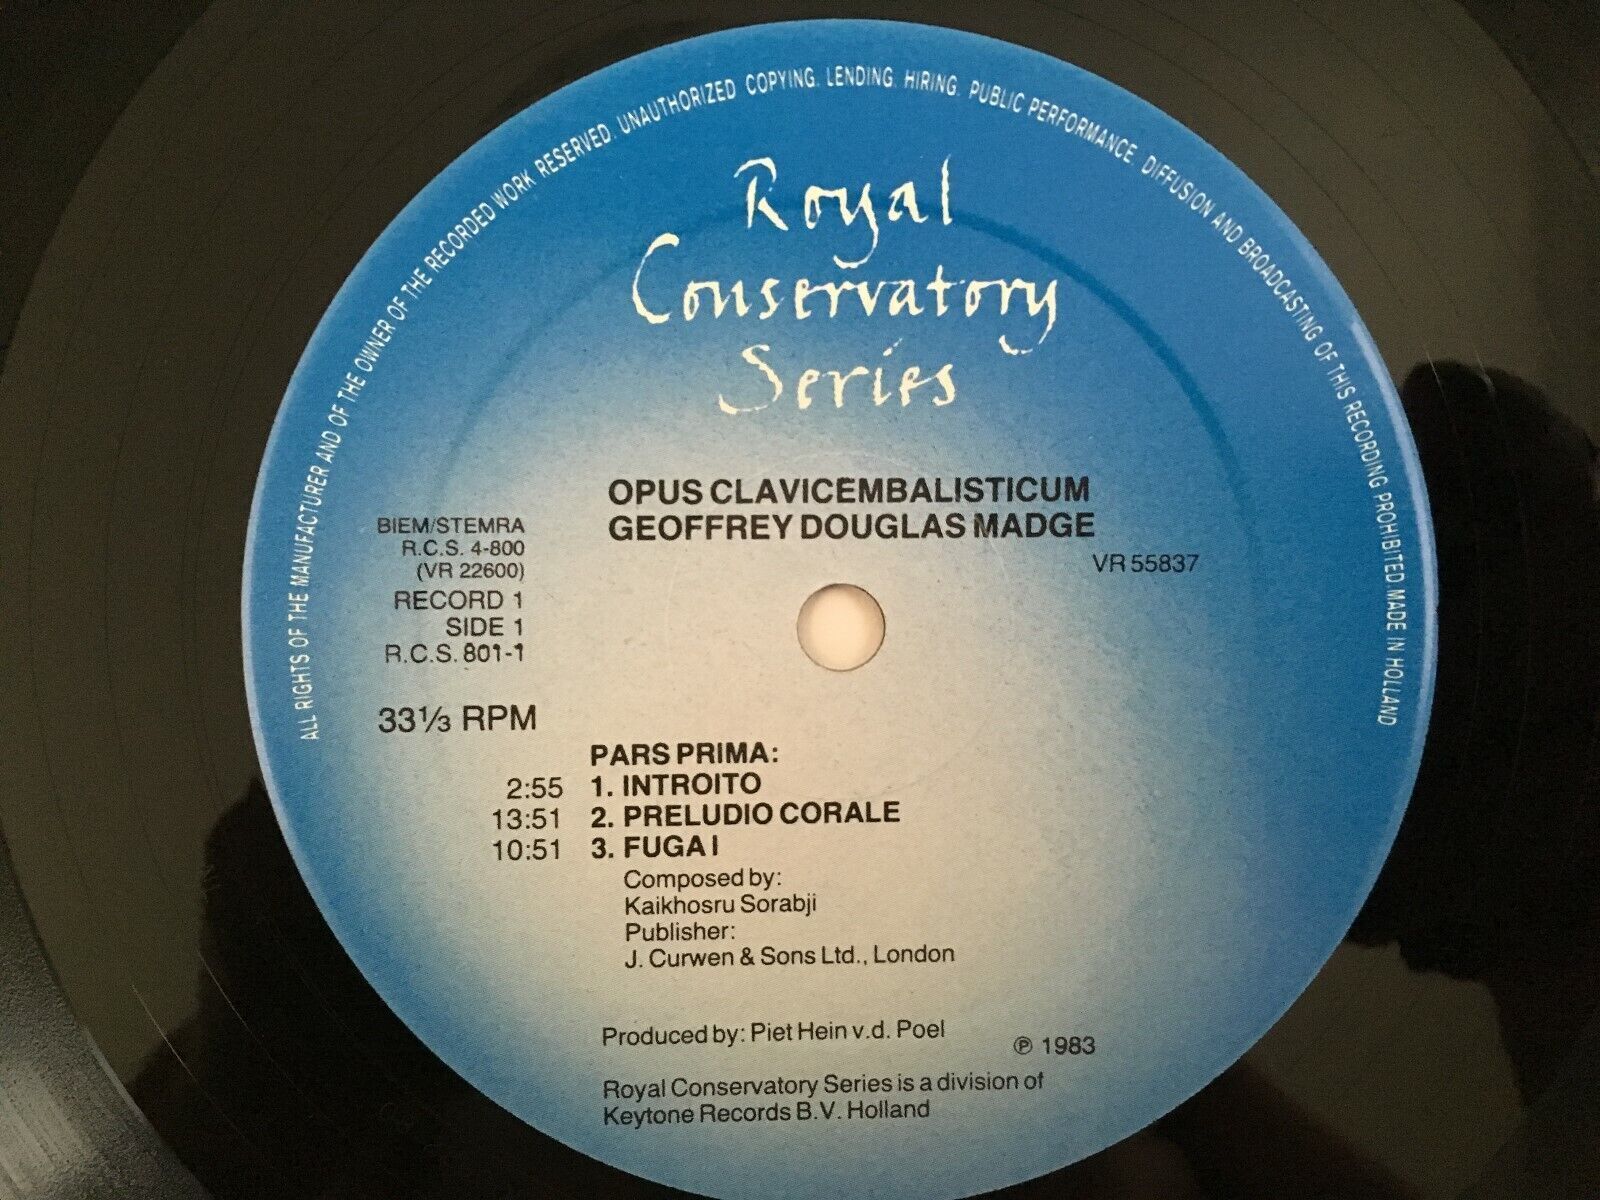 ALL RIGHTS OF THE MANUFACTURER AND OF THE OWNER OF THE RECORDED WORK RESERVED. UNAUTHORIZED COPYING. LENDING. HIRING. PUBLIC PERFORMANCE DIFFUSION AND BROADCASTING OF THIS RECORDING PROHIBITED. MADE IN HOLLAND
Royal
Conservatory
Series
OPUS CLAVICEMBALISTICUM
GEOFFREY DOUGLAS MADGE
VR 55837
BIEM/STEMRA
R.C.S. 4-800
(VR 22600)
RECORD 1
SIDE 1
R.C.S. 801-1
33⅓ RPM
PARS PRIMA:
2:55 1. INTROITO
13:51 2. PRELUDIO CORALE
10:51 3. FUGA I
Composed by:
Kaikhosru Sorabji
Publisher:
J. Curwen & Sons Ltd., London
Produced by: Piet Hein v.d. Poel
℗ 1983
Royal Conservatory Series is a division of
Keytone Records B.V. Holland